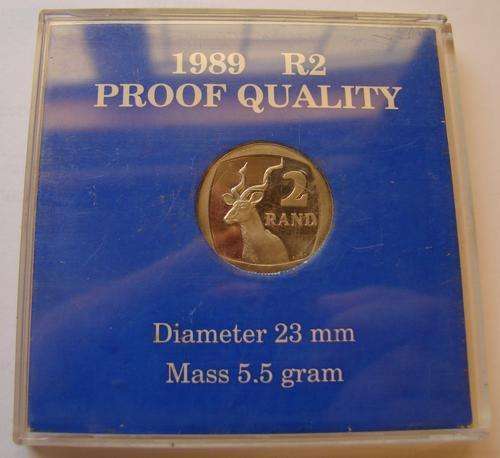 1989 R2
PROOF QUALITY
2
RAND
Diameter 23 mm
Mass 5.5 gram